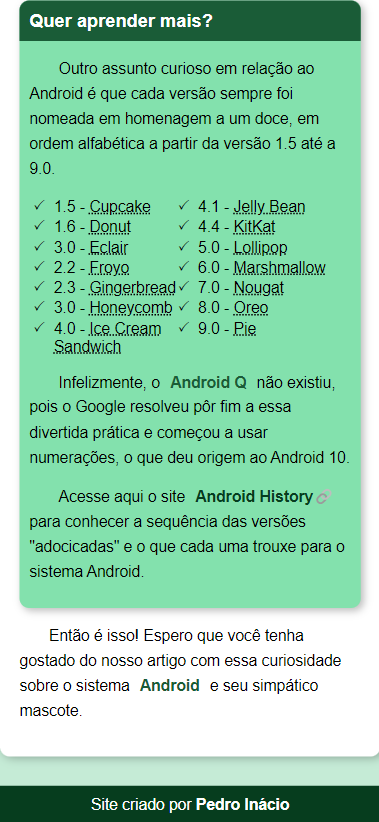 Quer aprender mais?
Outro assunto curioso em relação ao
Android é que cada versão sempre foi
nomeada em homenagem a um doce, em
ordem alfabética a partir da versão 1.5 até a
9.0.
✓ 1.5 - Cupcake
✓ 1.6 - Donut
✓ 3.0 - Eclair
✓ 2.2 - Froyo
✓ 2.3 - Gingerbread
✓ 3.0 - Honeycomb
✓ 4.0 - Ice Cream
Sandwich
✓ 4.1 - Jelly Bean
✓ 4.4 - KitKat
✓ 5.0 - Lollipop
✓ 6.0 - Marshmallow
✓ 7.0 - Nougat
✓ 8.0 - Oreo
✓ 9.0 - Pie
Infelizmente, o Android Q não existiu,
pois o Google resolveu pôr fim a essa
divertida prática e começou a usar
numerações, o que deu origem ao Android 10.
Acesse aqui o site Android History
para conhecer a sequência das versões
"adocicadas" e o que cada uma trouxe para o
sistema Android.
Então é isso! Espero que você tenha
gostado do nosso artigo com essa curiosidade
sobre o sistema Android e seu simpático
mascote.
Site criado por Pedro Inácio